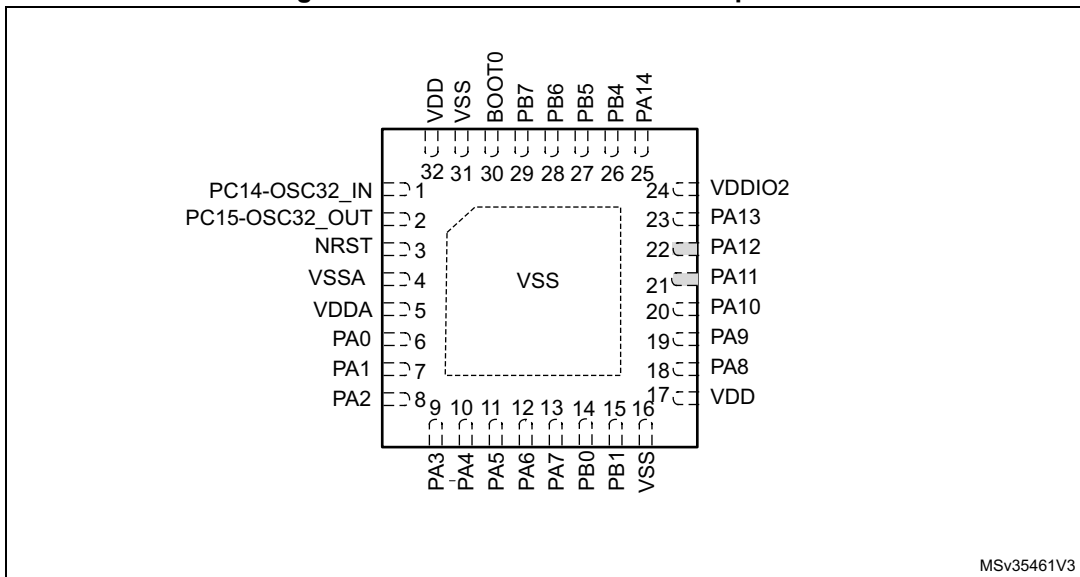 VDD
VSS
BOOT0
PB7
PB6
PB5
PB4
PA14
32 31 30 29 28 27 26 25
PC14-OSC32_IN 1
PC15-OSC32_OUT 2
NRST 3
VSSA 4
VDDA 5
PA0 6
PA1 7
PA2 8
VSS
24 VDDIO2
23 PA13
22 PA12
21 PA11
20 PA10
19 PA9
18 PA8
17 VDD
9 10 11 12 13 14 15 16
PA3
PA4
PA5
PA6
PA7
PB0
PB1
VSS
MSv35461V3